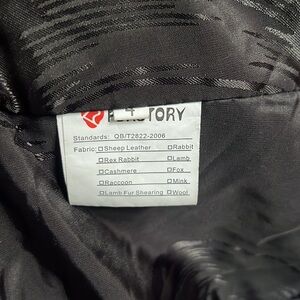 4
Standards: QB/T2822-2006
Fabric: □Sheep Leather □Rabbit
□Rex Rabbit □Lamb
□Cashmere □Fox
□Raccoon □Mink
□Lamb Fur Shearing □Wool